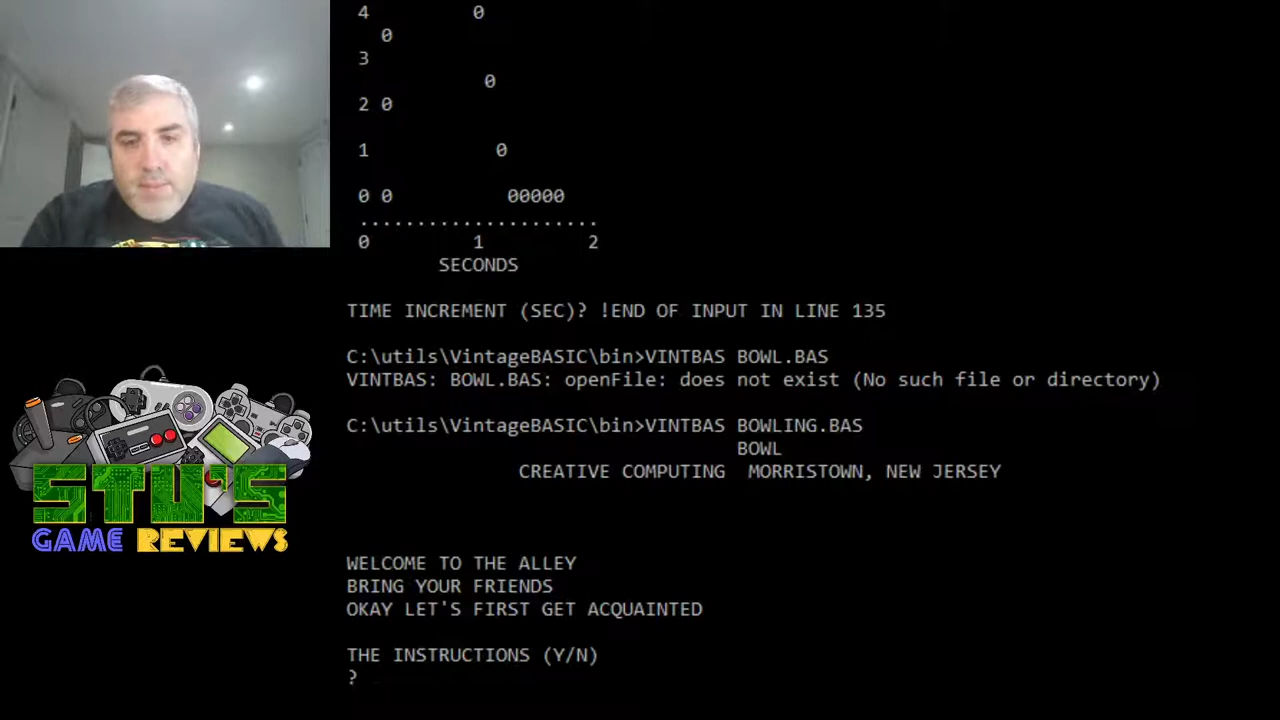 4 0
0
3
0
2 0
1 0
0 0 00000
.....................
0 1 2
SECONDS
TIME INCREMENT (SEC)? !END OF INPUT IN LINE 135
C:\utils\VintageBASIC\bin>VINTBAS BOWL.BAS
VINTBAS: BOWL.BAS: openFile: does not exist (No such file or directory)
C:\utils\VintageBASIC\bin>VINTBAS BOWLING.BAS
BOWL
CREATIVE COMPUTING MORRISTOWN, NEW JERSEY
WELCOME TO THE ALLEY
BRING YOUR FRIENDS
OKAY LET'S FIRST GET ACQUAINTED
THE INSTRUCTIONS (Y/N)
?
STU'S
GAME REVIEWS